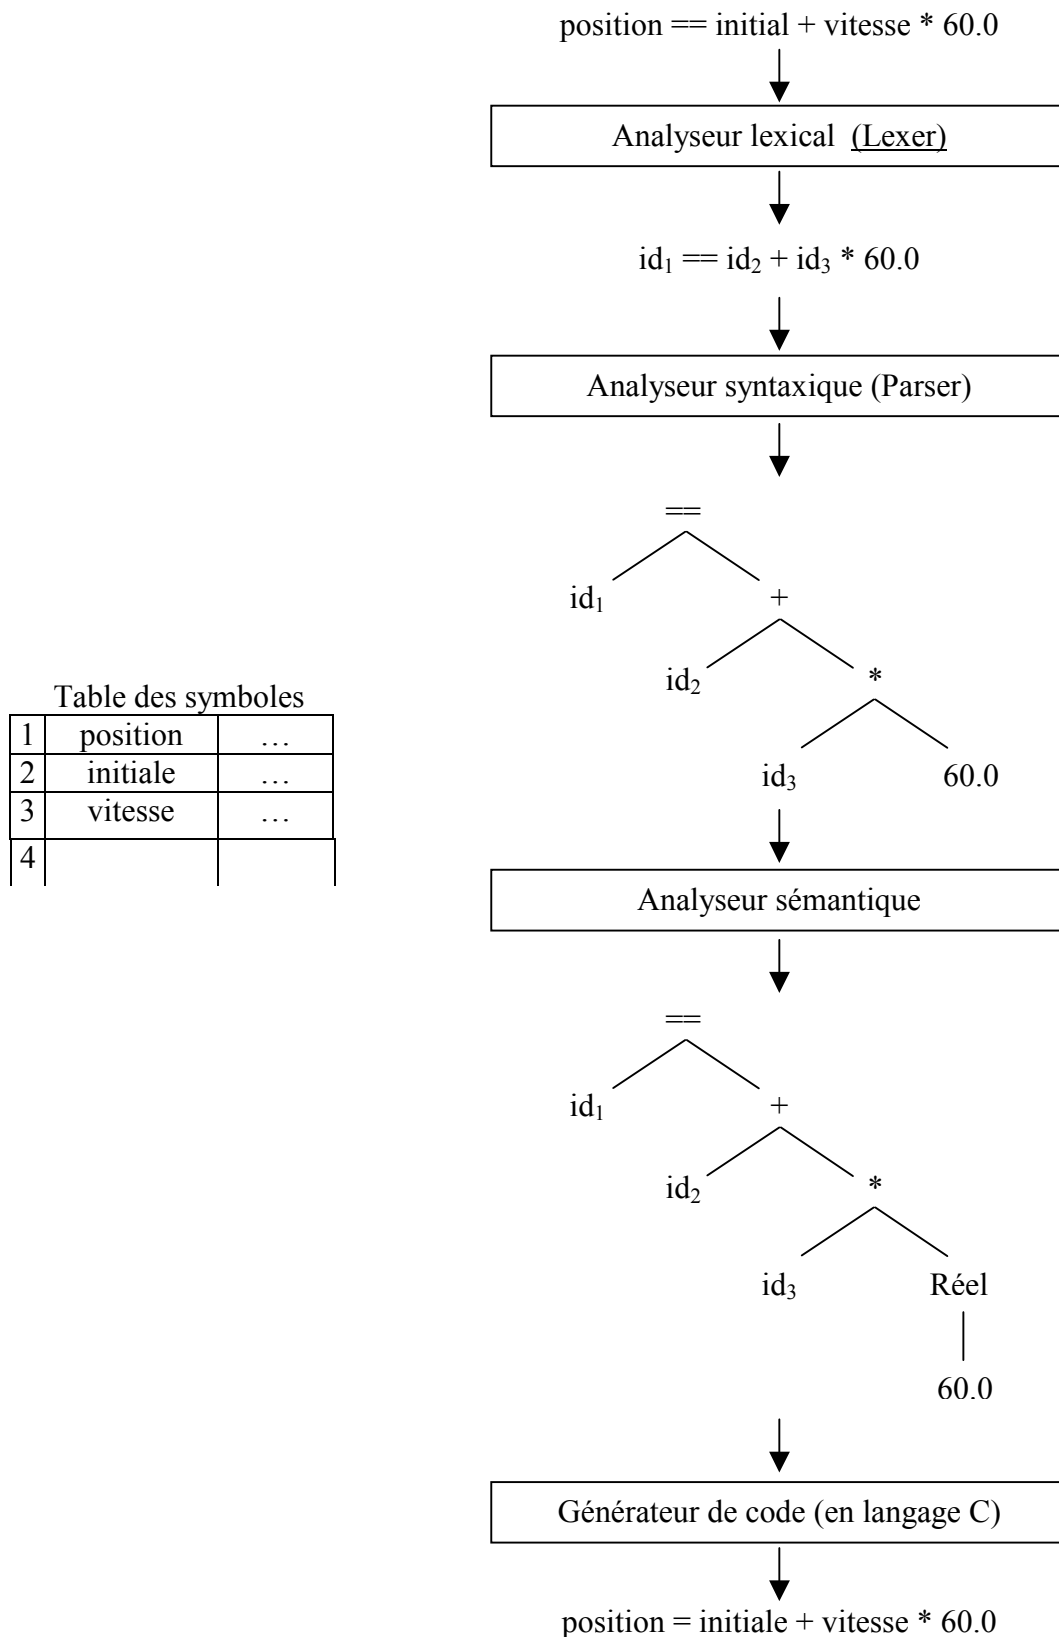 position == initial + vitesse * 60.0
Analyseur lexical (Lexer)
id₁ == id₂ + id₃ * 60.0
Analyseur syntaxique (Parser)
==
id₁ +
id₂ *
id₃ 60.0
Table des symboles
1 position …
2 initiale …
3 vitesse …
4
Analyseur sémantique
==
id₁ +
id₂ *
id₃ Réel
60.0
Générateur de code (en langage C)
position = initiale + vitesse * 60.0